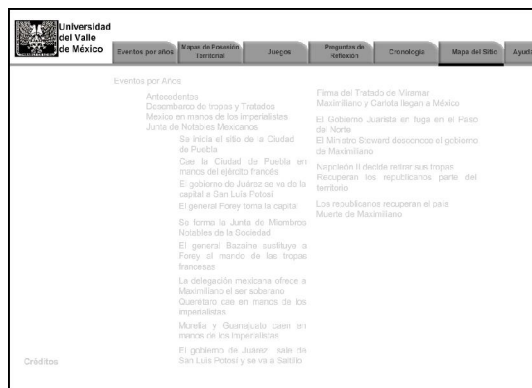 Universidad
del Valle
de México
Eventos por años
Mapas de Posesión
Territorial
Juegos
Preguntas de
Reflexión
Cronología
Mapa del Sitio
Ayuda
Eventos por Años
Antecedentes
Desembarco de tropas y Tratados
Mexico en manos de los imperialistas
Junta de Notables Mexicanos
Se inicia el sitio de la Ciudad
de Puebla
Cae la Ciudad de Puebla en
manos del ejército francés
El gobierno de Juárez se va de la
capital a San Luis Potosí
El general Forey toma la capital
Se forma la Junta de Miembros
Notables de la Sociedad
El general Bazaine sustituye a
Forey al mando de las tropas
francesas
La delegación mexicana ofrece a
Maximiliano el ser soberano
Querétaro cae en manos de los
imperialistas
Morelia y Guanajuato caen en
manos de los imperialistas
El gobierno de Juárez sale de
San Luis Potosí y se va a Saltillo
Firma del Tratado de Miramar
Maximiliano y Carlota llegan a México
El Gobierno Juarista en fuga en el Paso
del Norte
El Ministro Steward desconoce el gobierno
de Maximiliano
Napoleón II decide retirar sus tropas
Recuperan los republicanos parte del
territorio
Los republicanos recuperan el país
Muerte de Maximiliano
Créditos